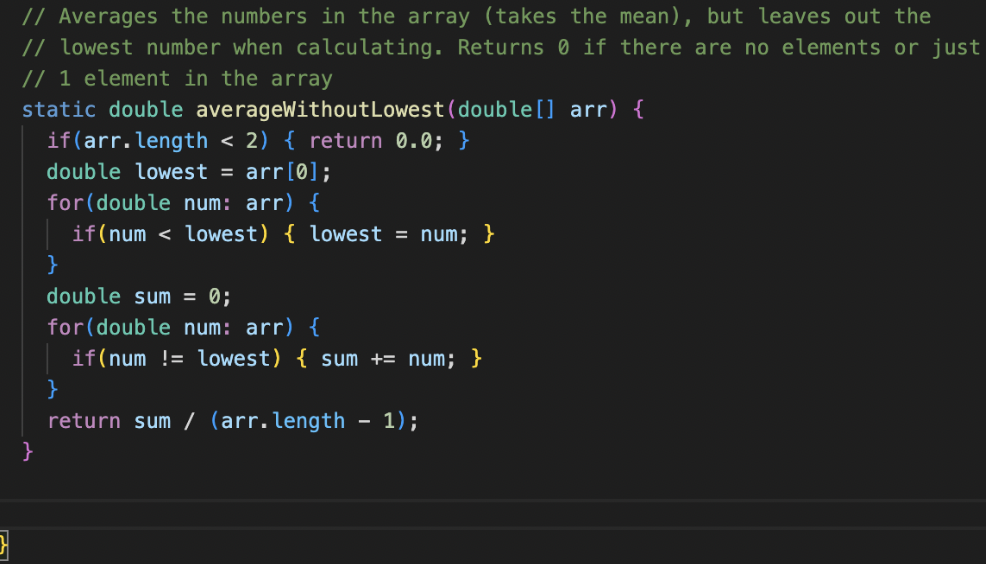 // Averages the numbers in the array (takes the mean), but leaves out the
// lowest number when calculating. Returns 0 if there are no elements or just
// 1 element in the array
static double averageWithoutLowest(double[] arr) {
  if(arr.length < 2) { return 0.0; }
  double lowest = arr[0];
  for(double num: arr) {
    if(num < lowest) { lowest = num; }
  }
  double sum = 0;
  for(double num: arr) {
    if(num != lowest) { sum += num; }
  }
  return sum / (arr.length - 1);
}
}